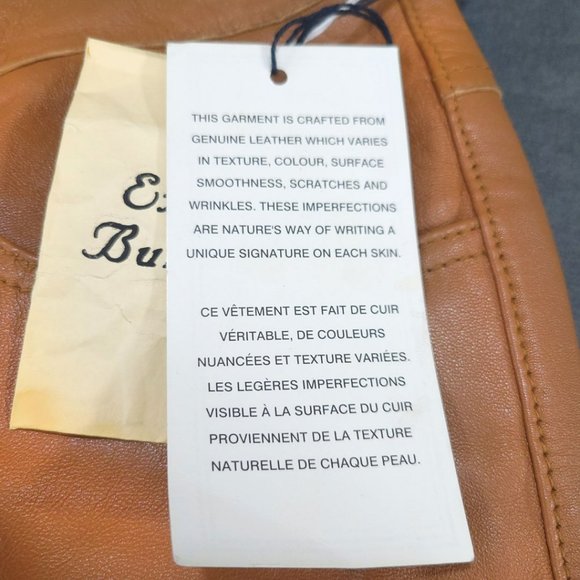 THIS GARMENT IS CRAFTED FROM
GENUINE LEATHER WHICH VARIES
IN TEXTURE, COLOUR, SURFACE
SMOOTHNESS, SCRATCHES AND
WRINKLES. THESE IMPERFECTIONS
ARE NATURE'S WAY OF WRITING A
UNIQUE SIGNATURE ON EACH SKIN.
CE VÊTEMENT EST FAIT DE CUIR
VÉRITABLE, DE COULEURS
NUANCÉES ET TEXTURE VARIÉES.
LES LEGÈRES IMPERFECTIONS
VISIBLE À LA SURFACE DU CUIR
PROVIENNENT DE LA TEXTURE
NATURELLE DE CHAQUE PEAU.